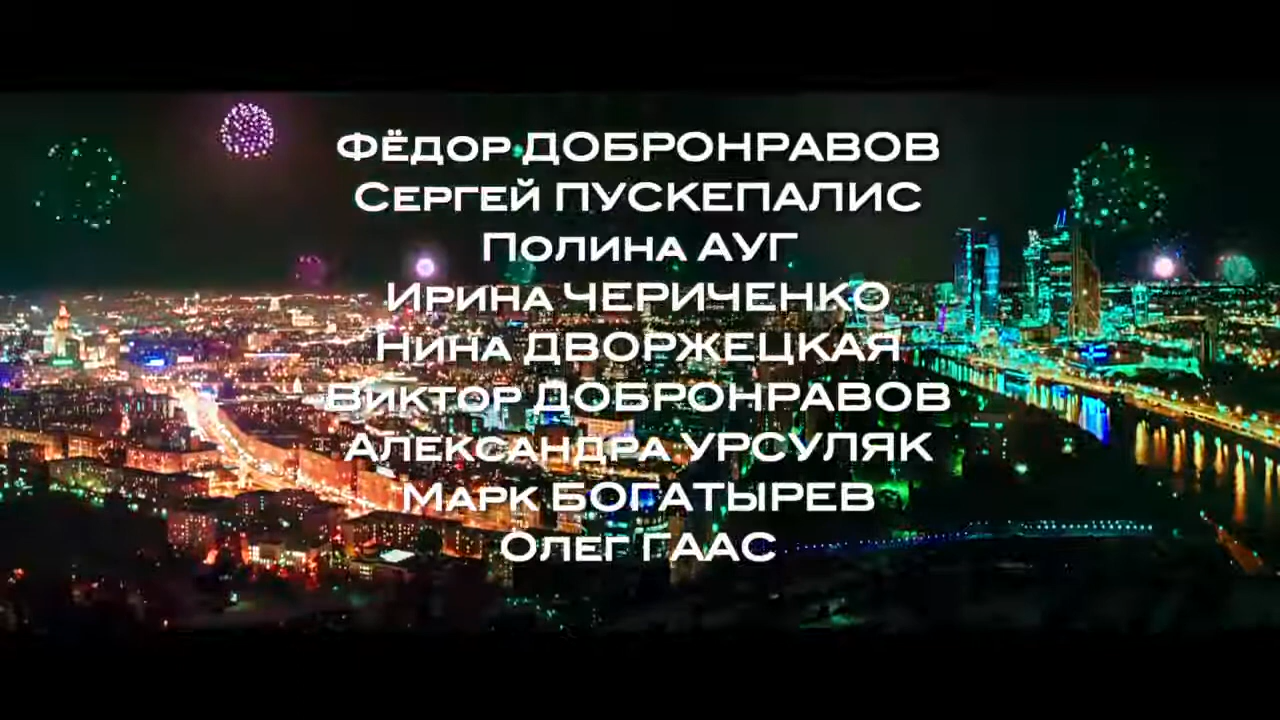 Фёдор ДОБРОНРАВОВ
Сергей ПУСКЕПАЛИС
Полина АУГ
Ирина ЧЕРИЧЕНКО
Нина ДВОРЖЕЦКАЯ
Виктор ДОБРОНРАВОВ
Александра УРСУЛЯК
Марк БОГАТЫРЕВ
Олег ГААС